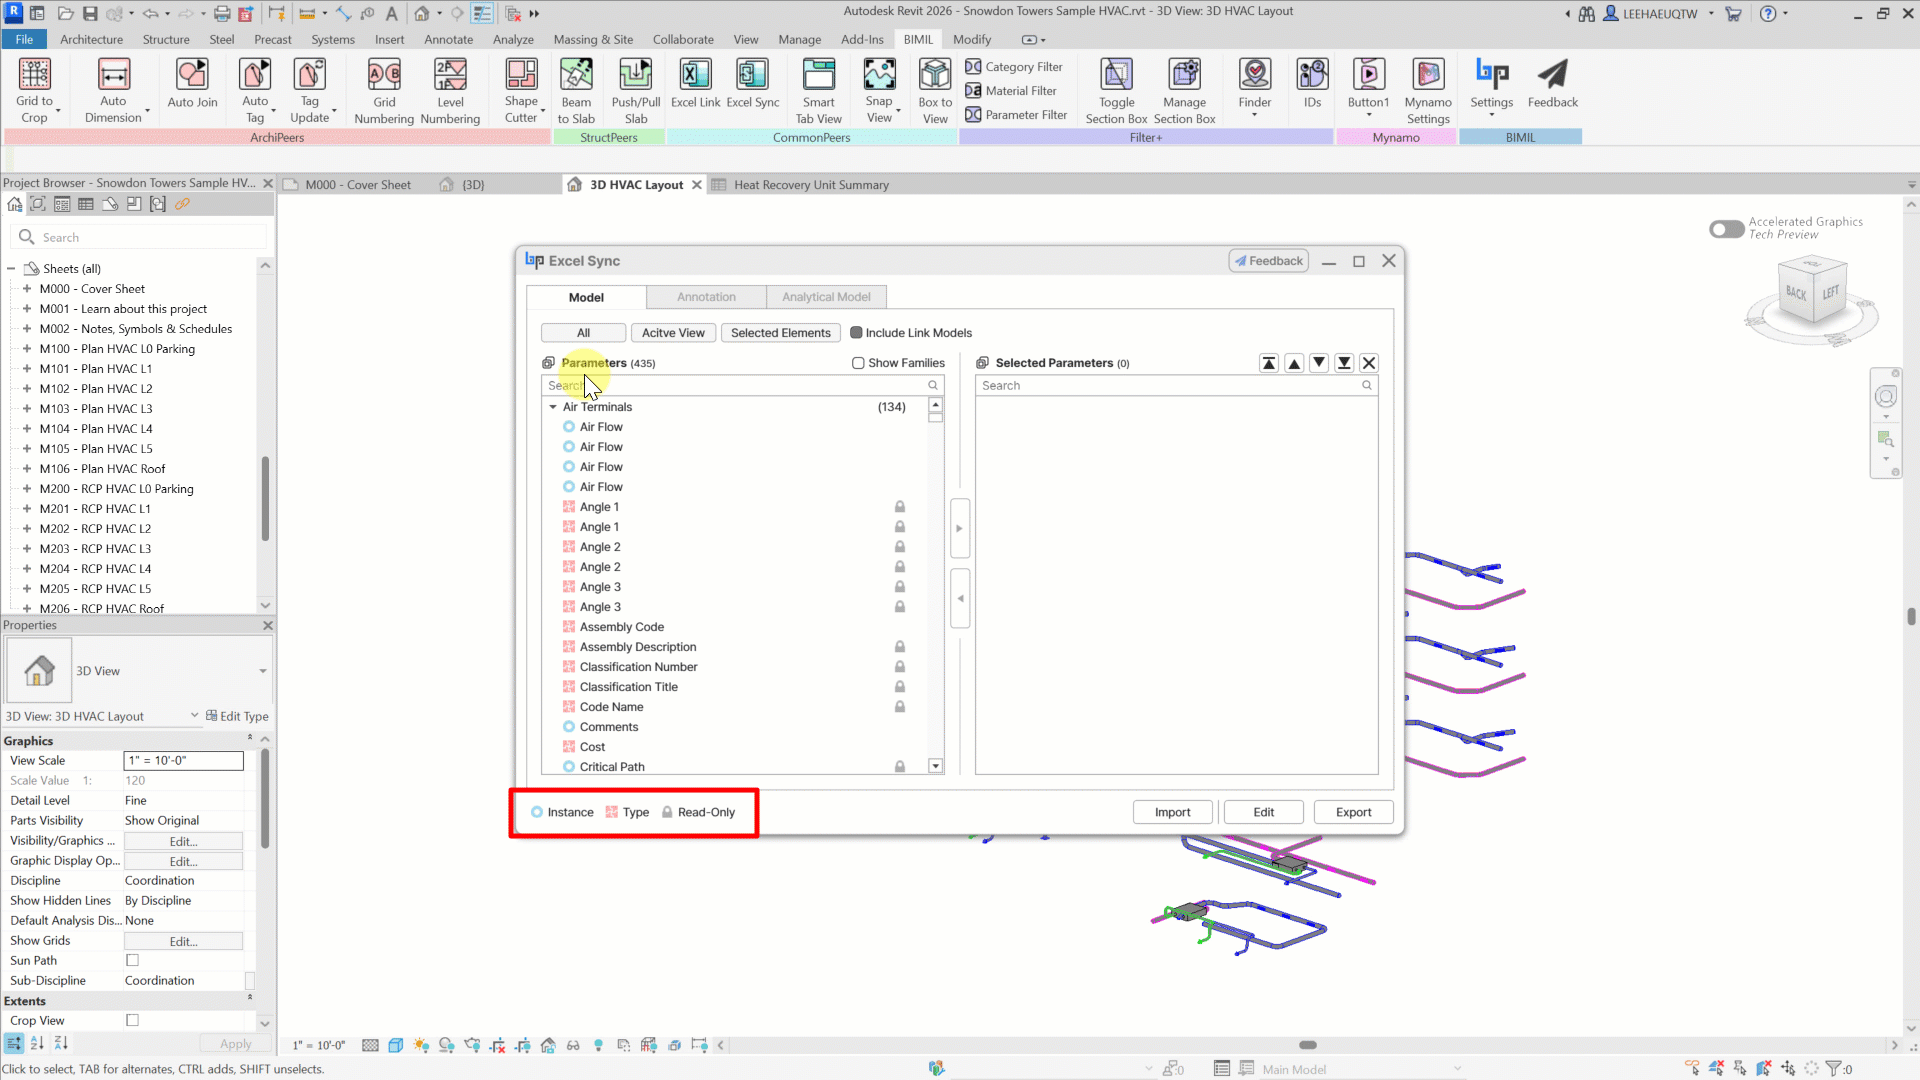 Autodesk Revit 2026 - Snowdon Towers Sample HVAC.rvt - 3D View: 3D HVAC Layout
LEEHAEUQTW
File Architecture Structure Steel Precast Systems Insert Annotate Analyze Massing & Site Collaborate View Manage Add-Ins BIMIL Modify
Grid to Crop
Auto Dimension
Auto Join
Auto Tag
Tag Update
Grid Numbering
Level Numbering
Shape Cutter
Beam to Slab
Push/Pull Slab
Excel Link
Excel Sync
Smart Tab View
Snap View
Box to View
Category Filter
Material Filter
Parameter Filter
Toggle Section Box
Manage Section Box
Finder
IDs
Button1
Mynamo Settings
Settings
Feedback
ArchiPeers StructPeers CommonPeers Filter+ Mynamo BIMIL
Project Browser - Snowdon Towers Sample HV...
M000 - Cover Sheet {3D} 3D HVAC Layout Heat Recovery Unit Summary
Search
Sheets (all)
M000 - Cover Sheet
M001 - Learn about this project
M002 - Notes, Symbols & Schedules
M100 - Plan HVAC L0 Parking
M101 - Plan HVAC L1
M102 - Plan HVAC L2
M103 - Plan HVAC L3
M104 - Plan HVAC L4
M105 - Plan HVAC L5
M106 - Plan HVAC Roof
M200 - RCP HVAC L0 Parking
M201 - RCP HVAC L1
M202 - RCP HVAC L2
M203 - RCP HVAC L3
M204 - RCP HVAC L4
M205 - RCP HVAC L5
M206 - RCP HVAC Roof
Properties
3D View
3D View: 3D HVAC Layout Edit Type
Graphics
View Scale 1" = 10'-0"
Scale Value 1: 120
Detail Level Fine
Parts Visibility Show Original
Visibility/Graphics ... Edit...
Graphic Display Op... Edit...
Discipline Coordination
Show Hidden Lines By Discipline
Default Analysis Dis... None
Show Grids Edit...
Sun Path
Sub-Discipline Coordination
Extents
Crop View
Apply
Accelerated Graphics
Tech Preview
BACK LEFT
bp Excel Sync Feedback
Model Annotation Analytical Model
All Acitve View Selected Elements Include Link Models
Parameters (435) Show Families
Search
Air Terminals (134)
Air Flow
Air Flow
Air Flow
Air Flow
Angle 1
Angle 1
Angle 2
Angle 2
Angle 3
Angle 3
Assembly Code
Assembly Description
Classification Number
Classification Title
Code Name
Comments
Cost
Critical Path
Selected Parameters (0)
Search
Instance Type Read-Only
Import Edit Export
1" = 10'-0"
Click to select, TAB for alternates, CTRL adds, SHIFT unselects.
:0
Main Model
:0